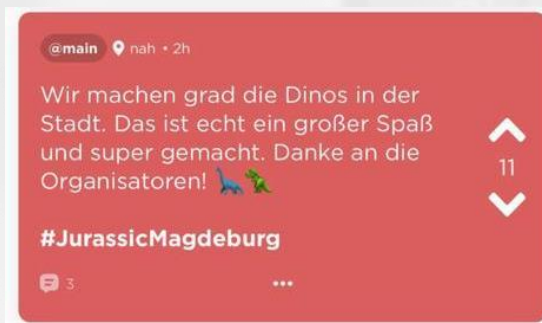 @main nah • 2h
Wir machen grad die Dinos in der
Stadt. Das ist echt ein großer Spaß
und super gemacht. Danke an die
Organisatoren! 🦕🦖
11
#JurassicMagdeburg
3